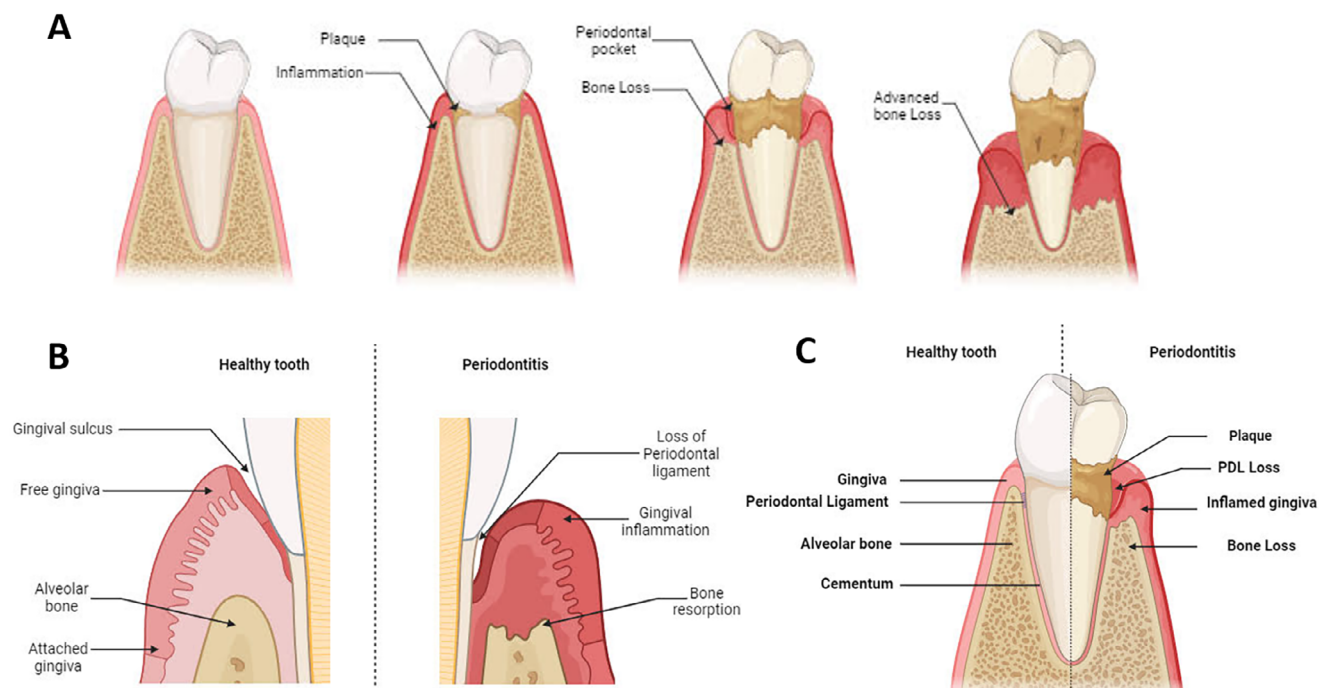 A
Plaque
Inflammation
Periodontal
pocket
Bone Loss
Advanced
bone Loss
B
Healthy tooth
Periodontitis
Gingival sulcus
Free gingiva
Alveolar
bone
Attached
gingiva
Loss of
Periodontal
ligament
Gingival
inflammation
Bone
resorption
C
Healthy tooth
Periodontitis
Gingiva
Periodontal Ligament
Alveolar bone
Cementum
Plaque
PDL Loss
Inflamed gingiva
Bone Loss